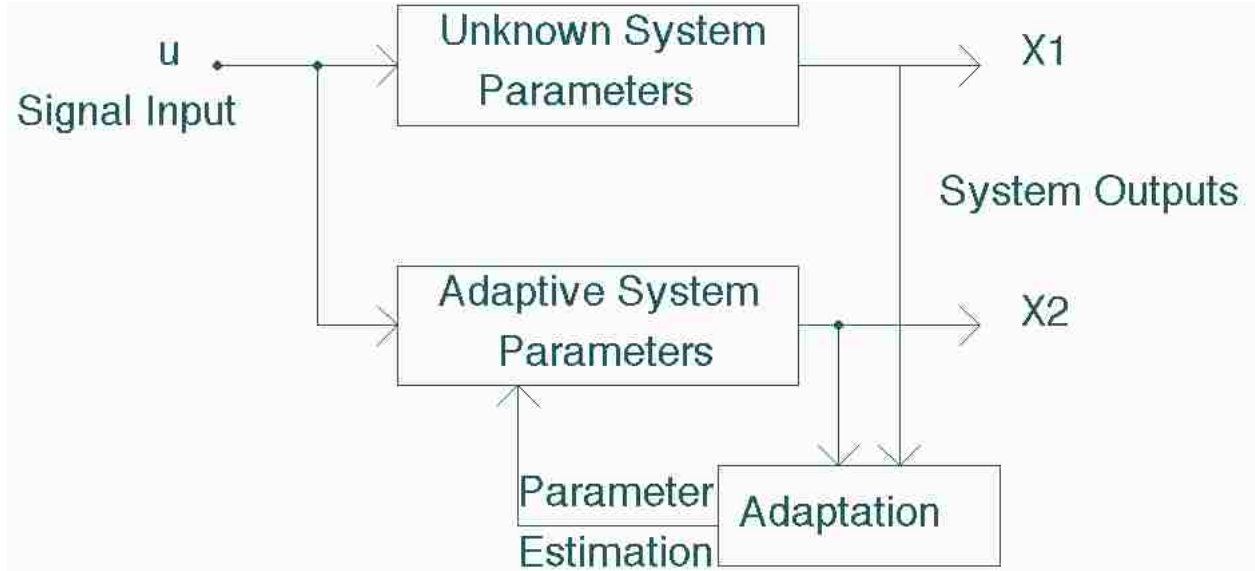 u
Signal Input
Unknown System
Parameters
X1
System Outputs
Adaptive System
Parameters
X2
Parameter
Estimation
Adaptation